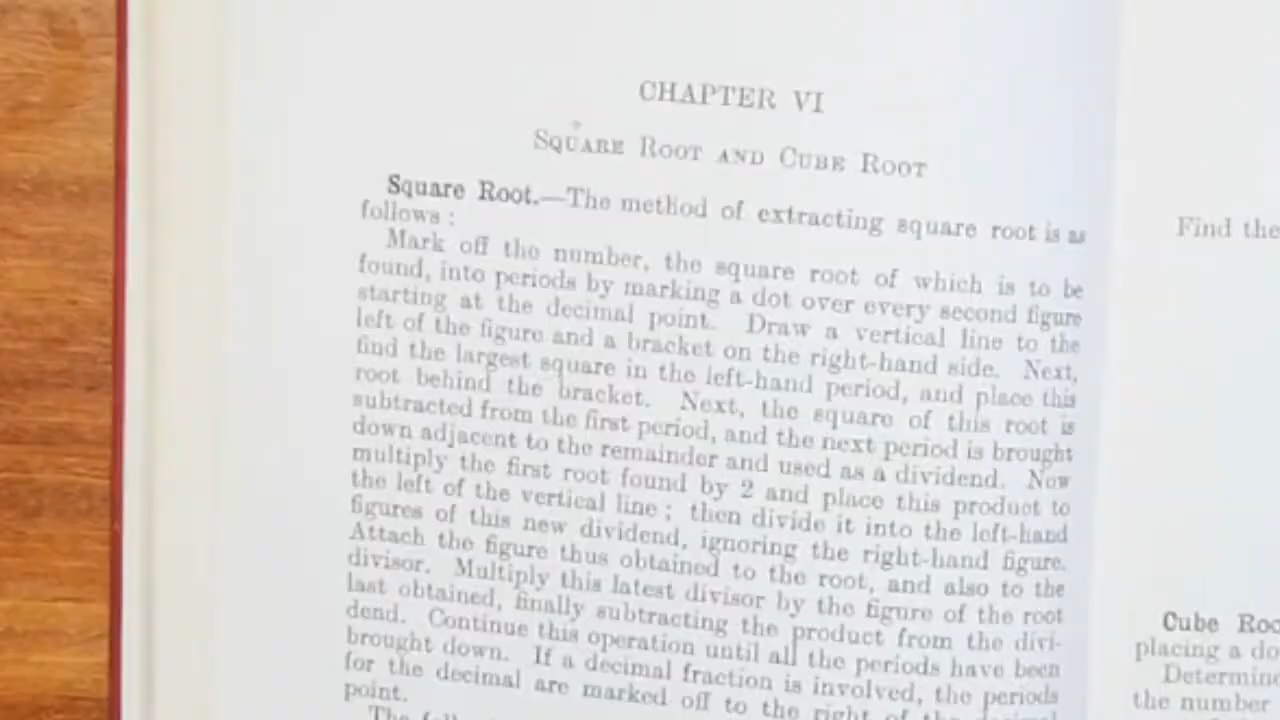 CHAPTER VI
SQUARE ROOT AND CUBE ROOT
Square Root.—The method of extracting square root is as
follows :
Mark off the number, the square root of which is to be
found, into periods by marking a dot over every second figure
starting at the decimal point. Draw a vertical line to the
left of the figure and a bracket on the right-hand side. Next,
find the largest square in the left-hand period, and place this
root behind the bracket. Next, the square of this root is
subtracted from the first period, and the next period is brought
down adjacent to the remainder and used as a dividend. Now
multiply the first root found by 2 and place this product to
the left of the vertical line ; then divide it into the left-hand
figures of this new dividend, ignoring the right-hand figure.
Attach the figure thus obtained to the root, and also to the
divisor. Multiply this latest divisor by the figure of the root
last obtained, finally subtracting the product from the divi-
dend. Continue this operation until all the periods have been
brought down. If a decimal fraction is involved, the periods
for the decimal are marked off to the right of the decimal
point.
The
Find the
Cube
placing a
the number